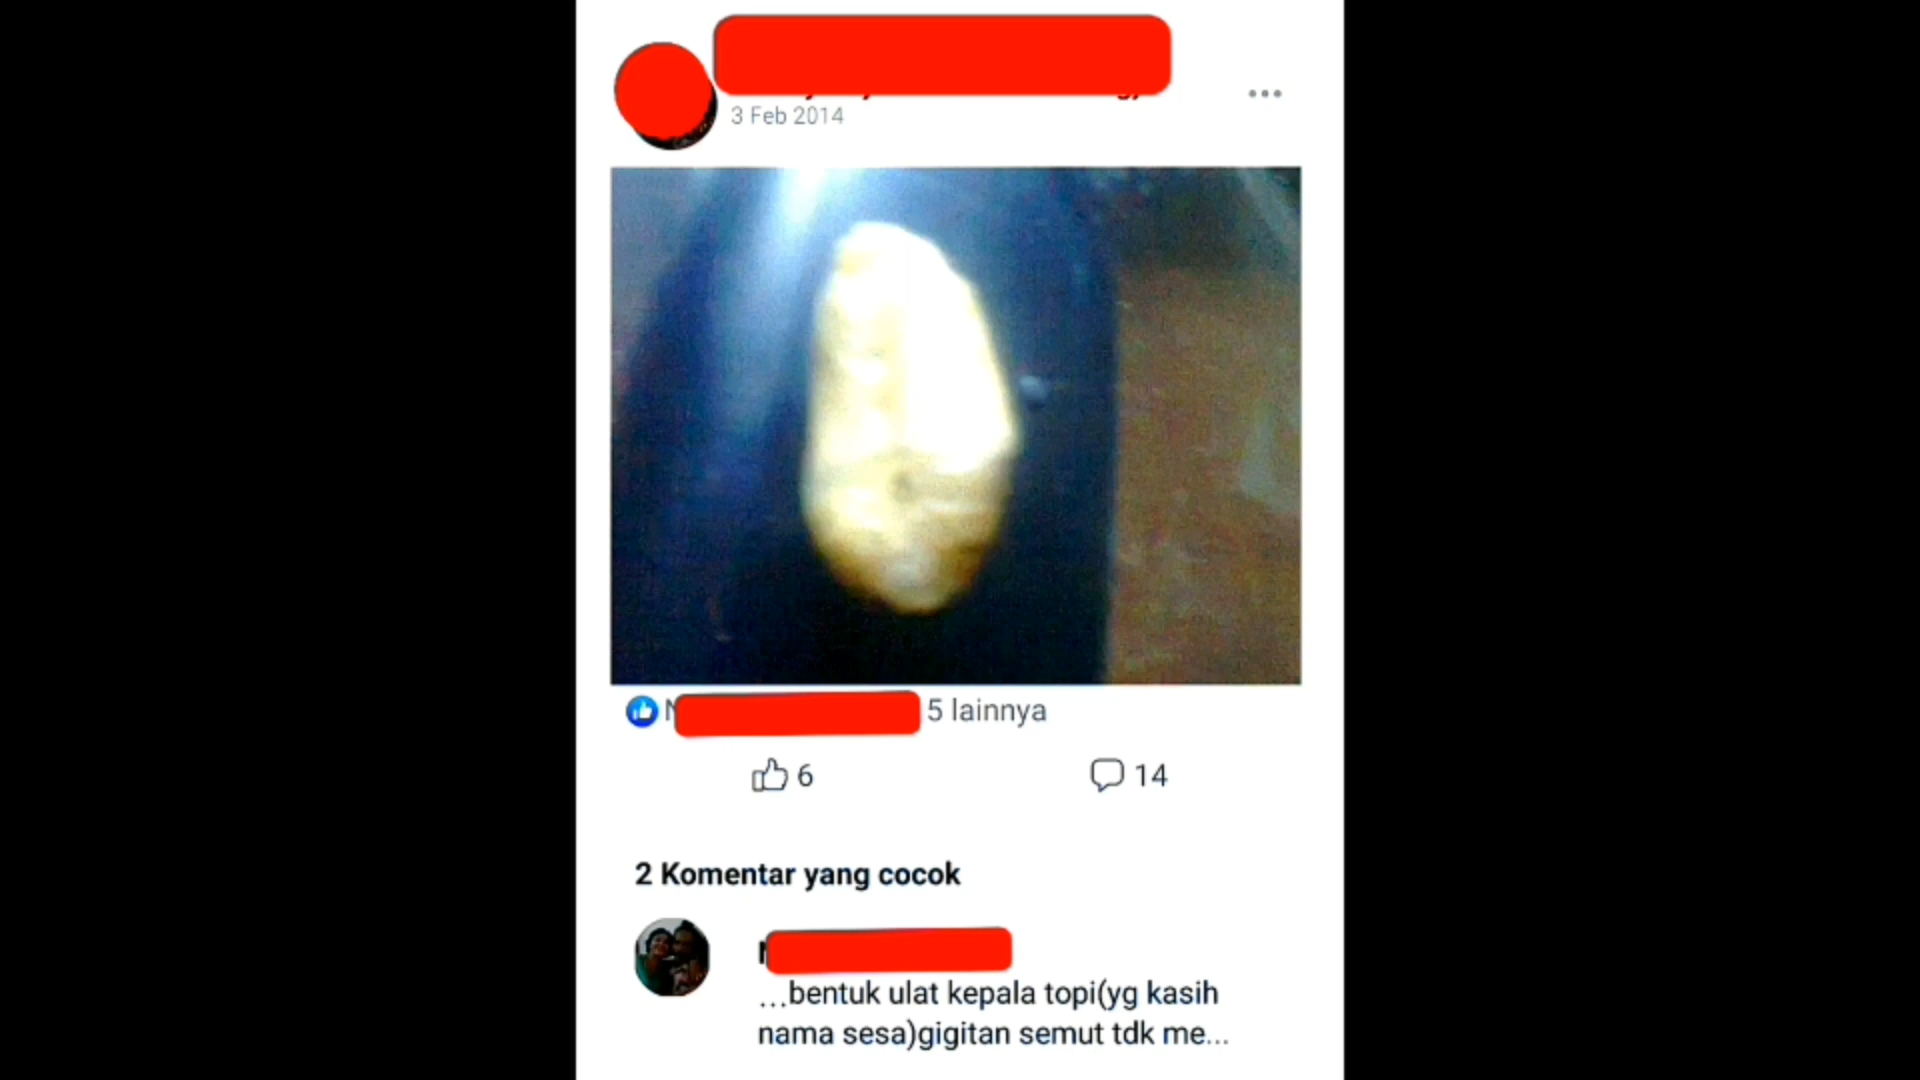 3 Feb 2014
5 lainnya
6
14
2 Komentar yang cocok
...bentuk ulat kepala topi(yg kasih
nama sesa)gigitan semut tdk me...